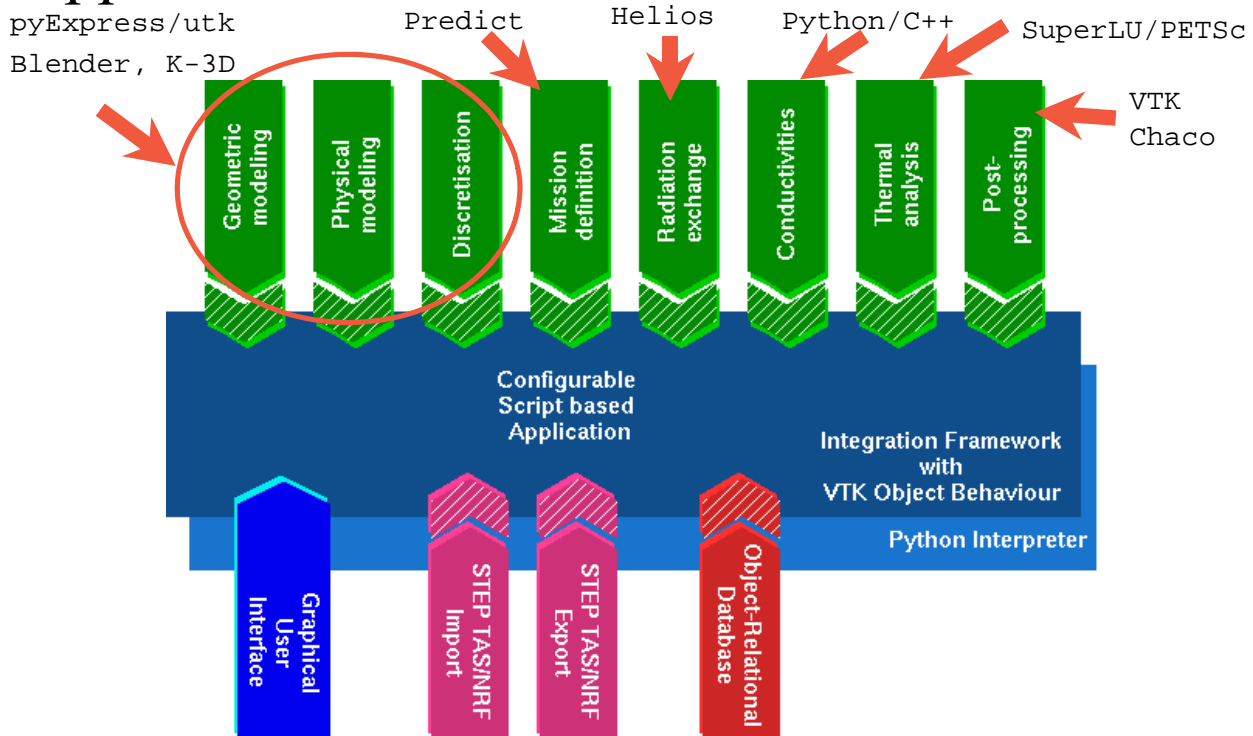 pyExpress/utk
Blender, K-3D
Predict
Helios
Python/C++
SuperLU/PETSc
VTK
Chaco
Geometric
modeling
Physical
modeling
Discretisation
Mission
definition
Radiation
exchange
Conductivities
Thermal
analysis
Post-
processing
Configurable
Script based
Application
Integration Framework
with
VTK Object Behaviour
Python Interpreter
Graphical
User
Interface
STEP TAS/NRF
Import
STEP TAS/NRF
Export
Object-Relational
Database